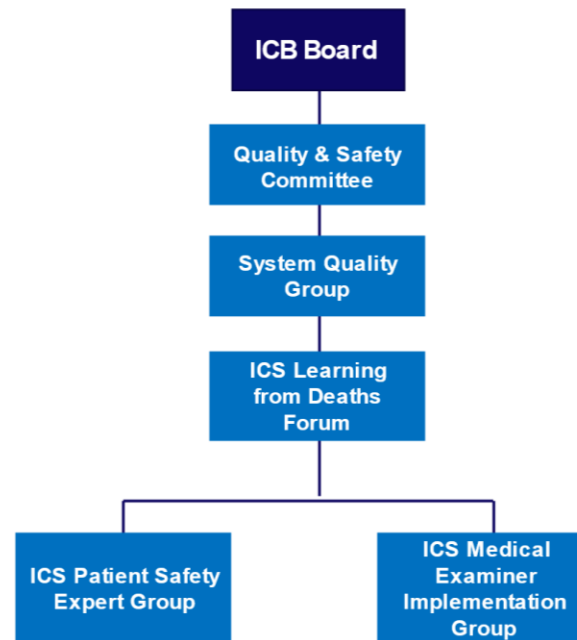 ICB Board
Quality & Safety
Committee
System Quality
Group
ICS Learning
from Deaths
Forum
ICS Patient Safety
Expert Group
ICS Medical
Examiner
Implementation
Group